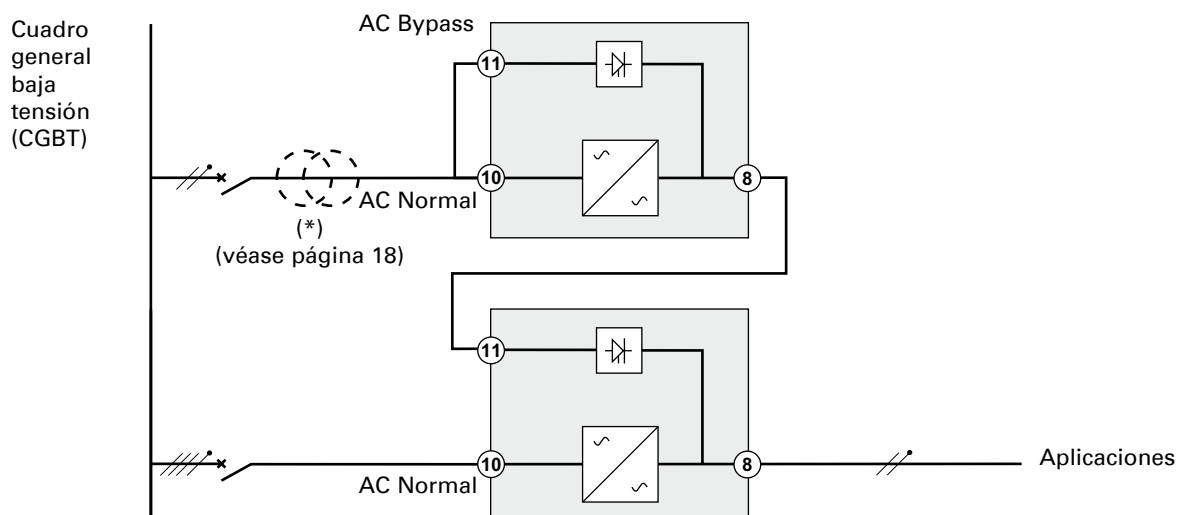 Cuadro
general
baja
tensión
(CGBT)
AC Bypass
11
10
AC Normal
8
(*)
(véase página 18)
11
10
AC Normal
8
Aplicaciones